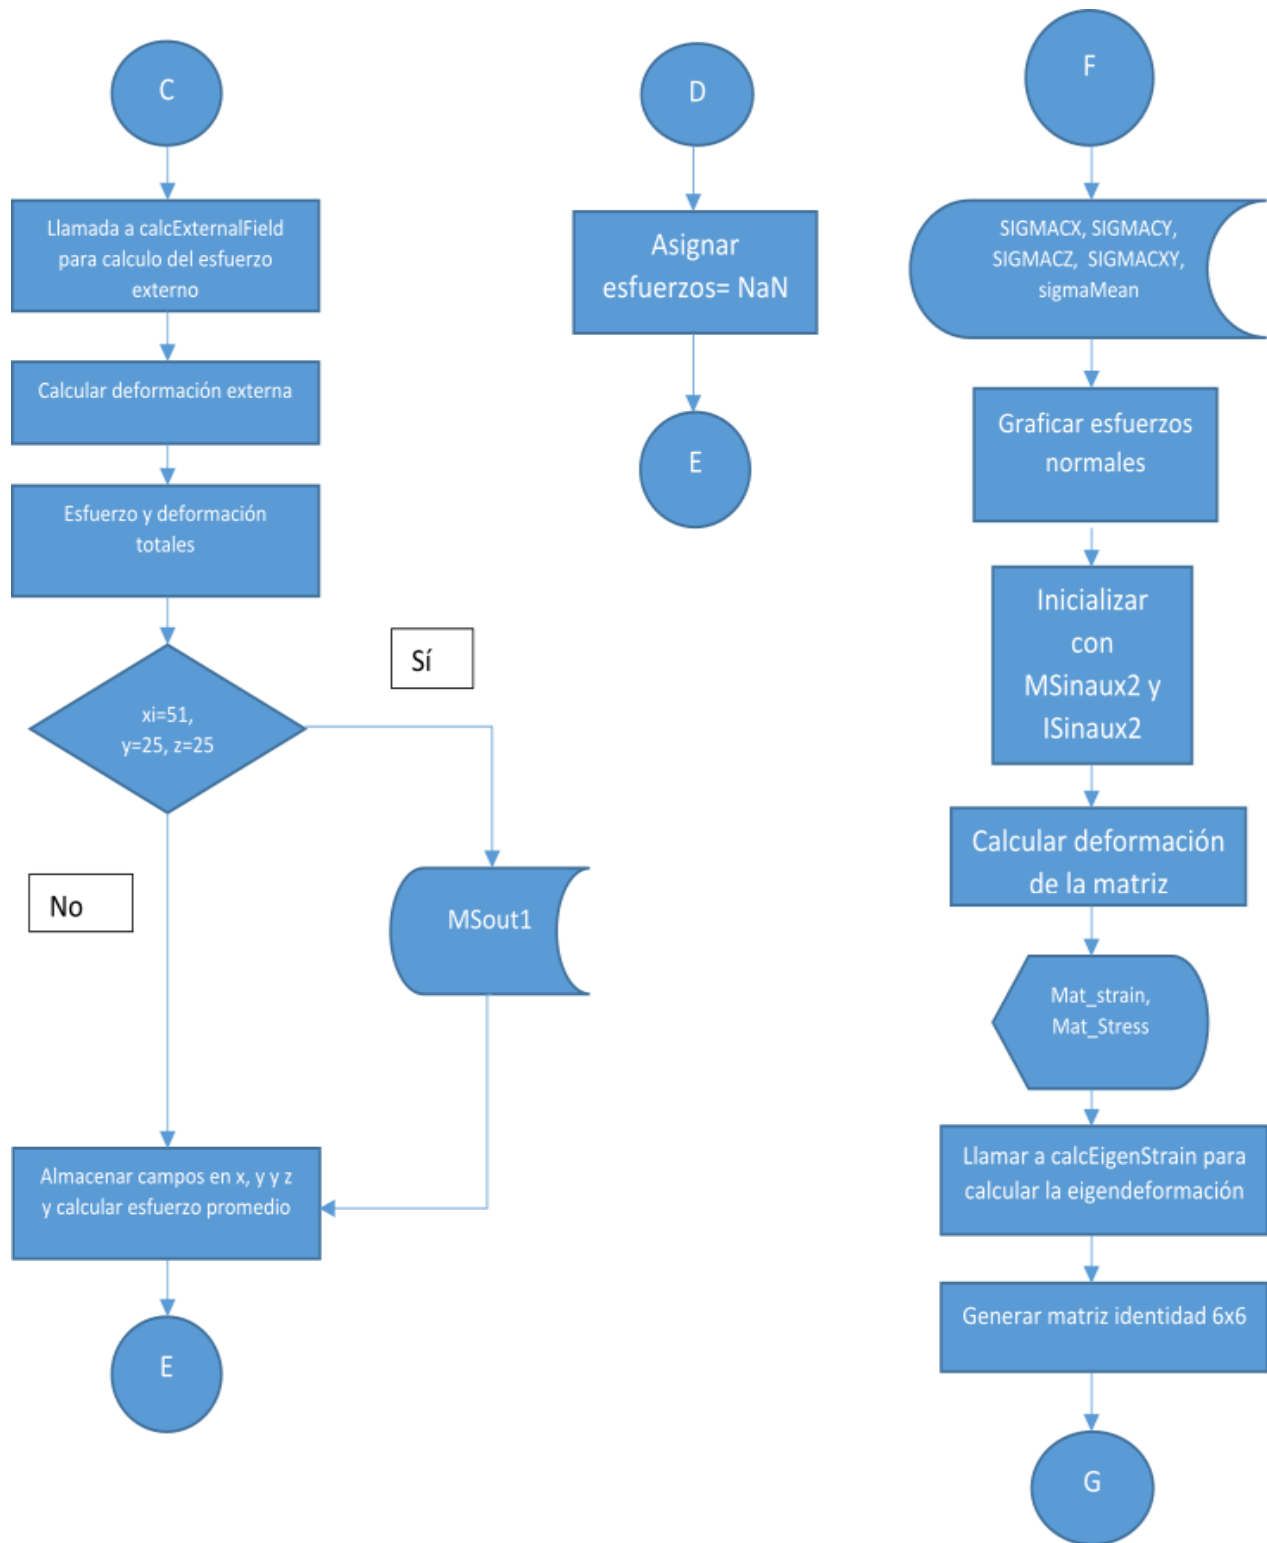 C
Llamada a calcExternalField
para calculo del esfuerzo
externo
Calcular deformación externa
Esfuerzo y deformación
totales
xi=51,
y=25, z=25
Sí
No
MSout1
Almacenar campos en x, y y z
y calcular esfuerzo promedio
E
D
Asignar
esfuerzos= NaN
E
F
SIGMACX, SIGMACY,
SIGMACZ, SIGMACXY,
sigmaMean
Graficar esfuerzos
normales
Inicializar
con
MSinaux2 y
ISinaux2
Calcular deformación
de la matriz
Mat_strain,
Mat_Stress
Llamar a calcEigenStrain para
calcular la eigendeformación
Generar matriz identidad 6x6
G